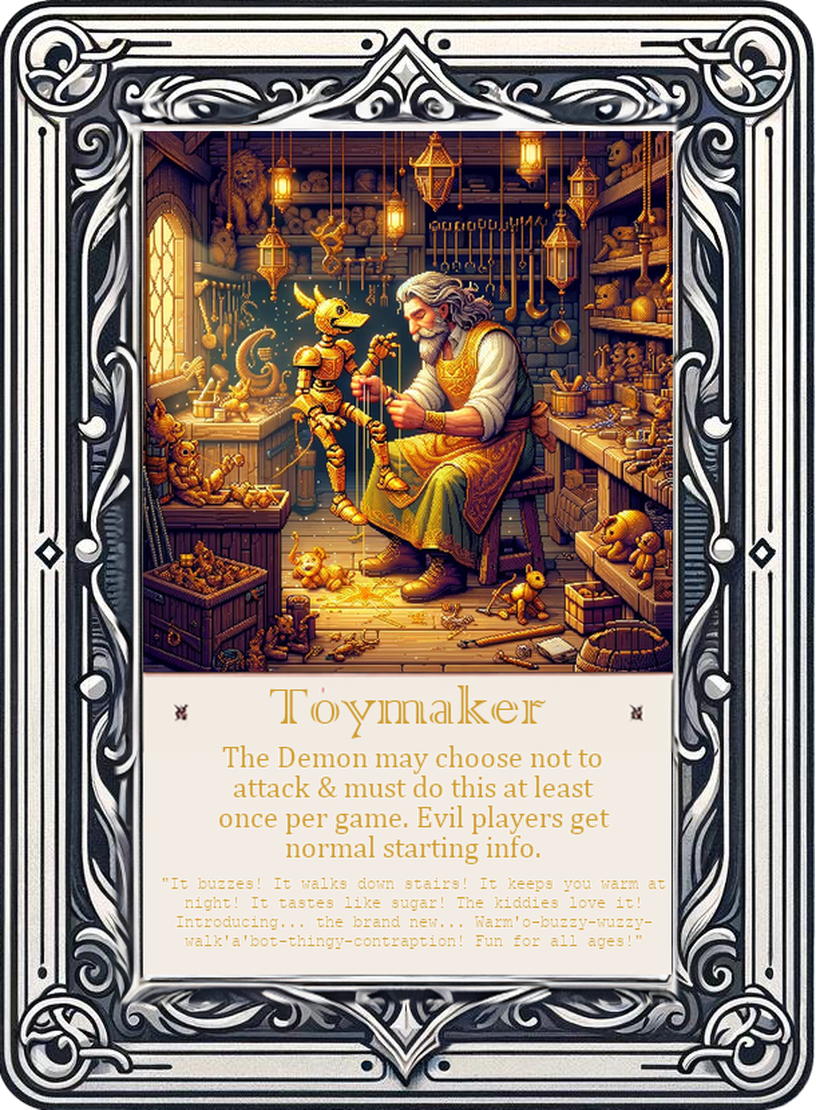 Toymaker
The Demon may choose not to
attack & must do this at least
once per game. Evil players get
normal starting info.
"It buzzes! It walks down stairs! It keeps you warm at
night! It tastes like sugar! The kiddies love it!
Introducing... the brand new... Warm'o-buzzy-wuzzy-
walk'a'bot-thingy-contraption! Fun for all ages!"